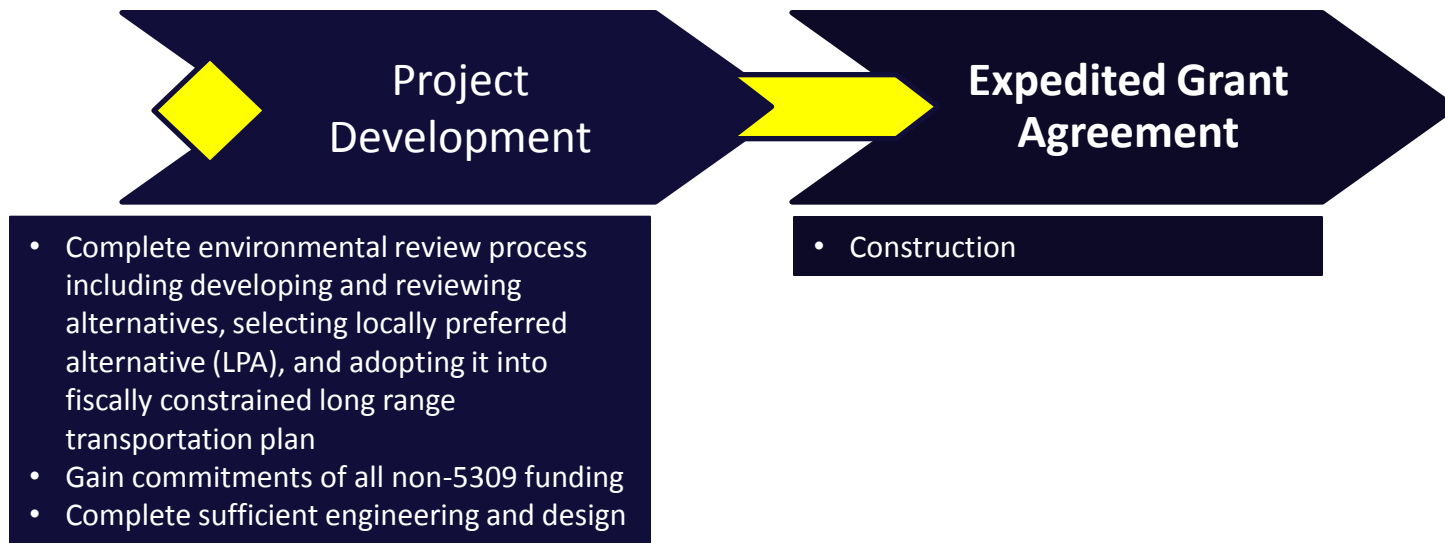 Project
Development
Expedited Grant
Agreement
• Complete environmental review process
including developing and reviewing
alternatives, selecting locally preferred
alternative (LPA), and adopting it into
fiscally constrained long range
transportation plan
• Gain commitments of all non-5309 funding
• Complete sufficient engineering and design
• Construction